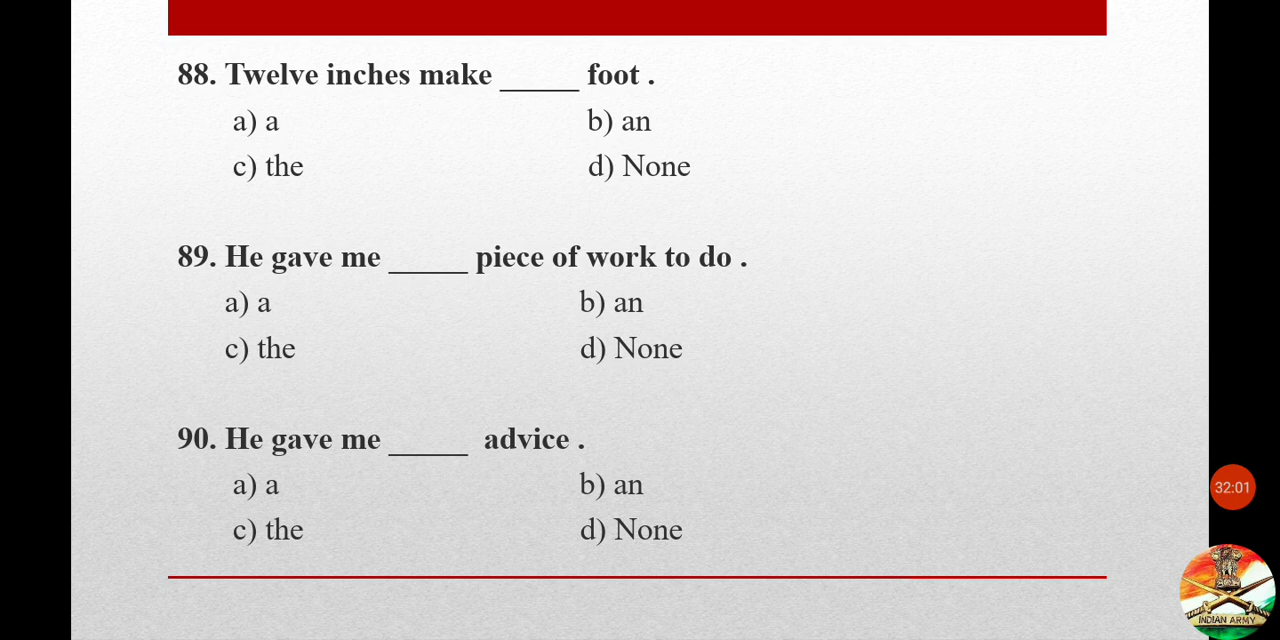 88. Twelve inches make _____ foot .
a) a b) an
c) the d) None
89. He gave me _____ piece of work to do .
a) a b) an
c) the d) None
90. He gave me _____ advice .
a) a b) an
c) the d) None
32:01
INDIAN ARMY